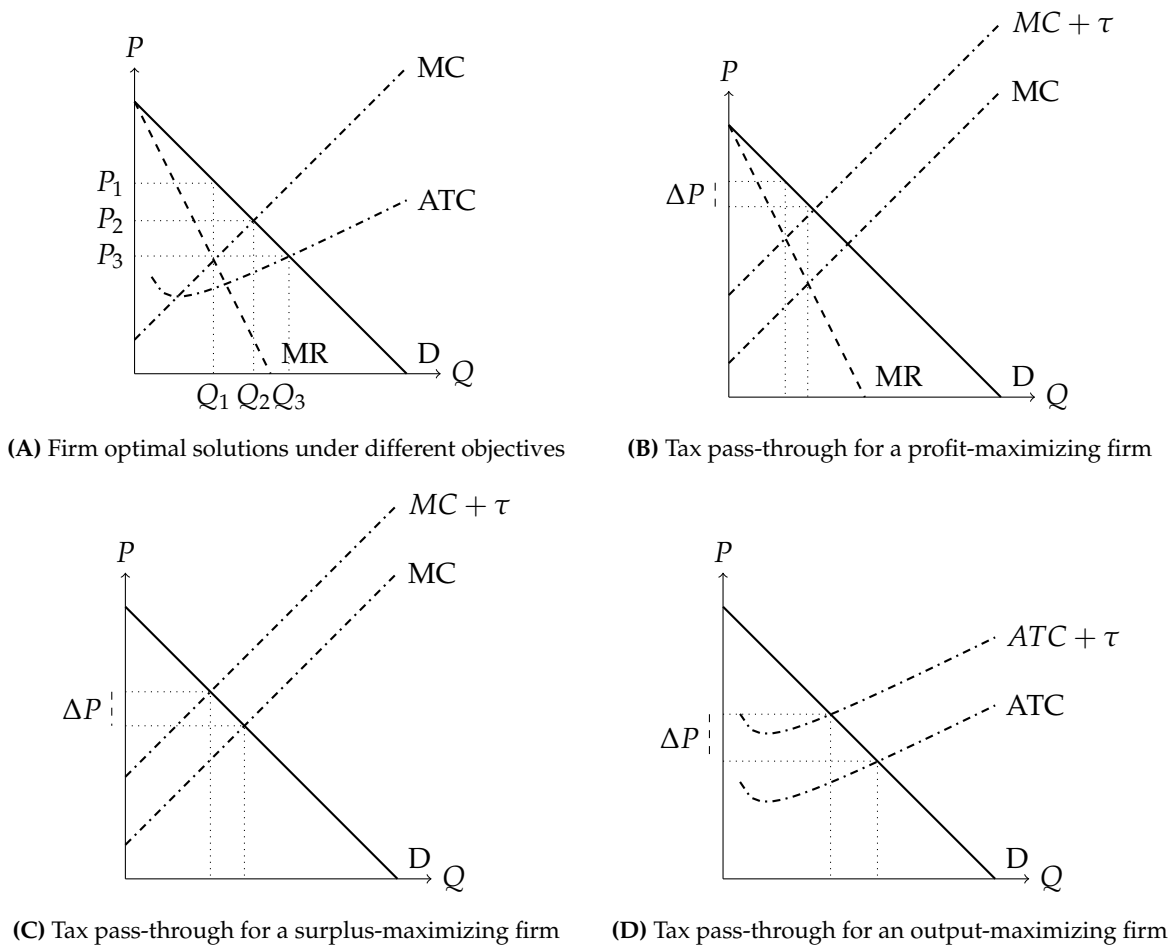 P
MC
P₁
P₂
P₃
ATC
MR
D
Q
Q₁ Q₂ Q₃
(A) Firm optimal solutions under different objectives
MC + τ
P
MC
ΔP
MR
D
Q
(B) Tax pass-through for a profit-maximizing firm
MC + τ
P
MC
ΔP
D
Q
(C) Tax pass-through for a surplus-maximizing firm
P
ATC + τ
ATC
ΔP
D
Q
(D) Tax pass-through for an output-maximizing firm